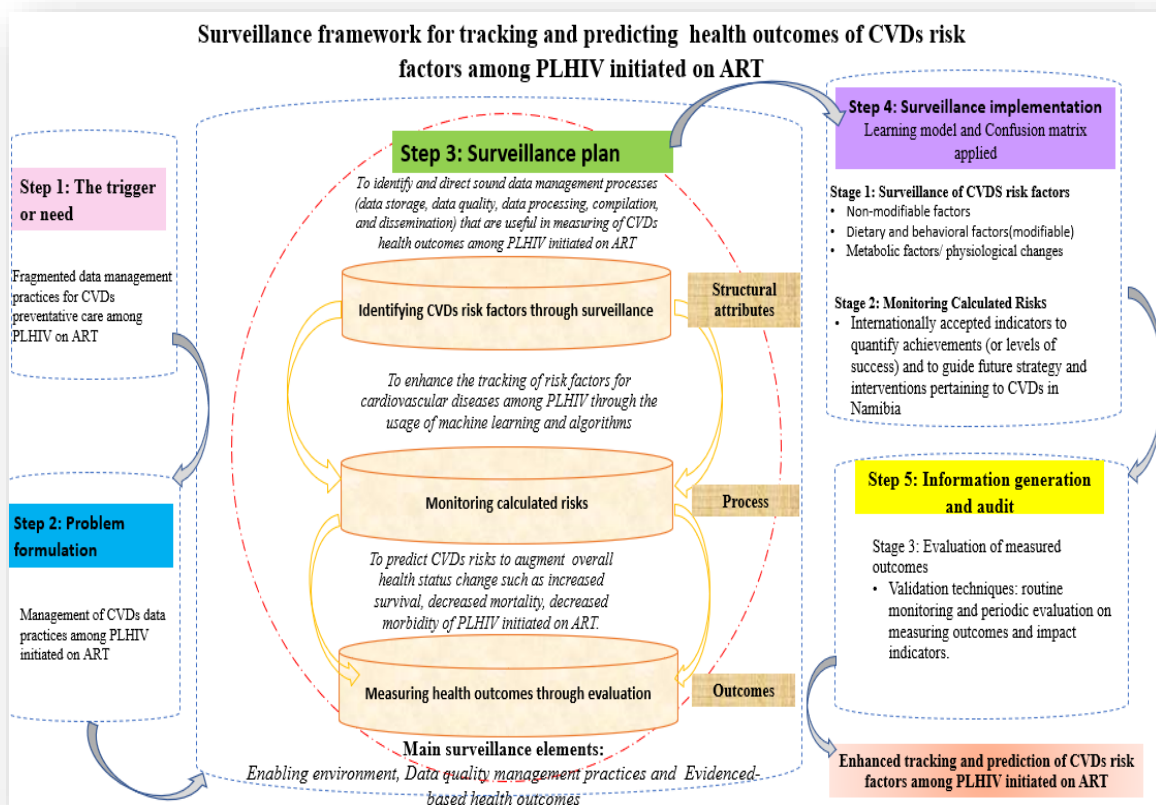 Surveillance framework for tracking and predicting health outcomes of CVDs risk
factors among PLHIV initiated on ART
Step 1: The trigger
or need
Fragmented data management
practices for CVDs
preventative care among
PLHIV on ART
Step 2: Problem
formulation
Management of CVDs data
practices among PLHIV
initiated on ART
Step 3: Surveillance plan
To identify and direct sound data management processes
(data storage, data quality, data processing, compilation,
and dissemination) that are useful in measuring of CVDs
health outcomes among PLHIV initiated on ART
Identifying CVDs risk factors through surveillance
Structural
attributes
To enhance the tracking of risk factors for
cardiovascular diseases among PLHIV through the
usage of machine learning and algorithms
Monitoring calculated risks
Process
To predict CVDs risks to augment overall
health status change such as increased
survival, decreased mortality, decreased
morbidity of PLHIV initiated on ART.
Measuring health outcomes through evaluation
Outcomes
Main surveillance elements:
Enabling environment, Data quality management practices and Evidenced-
based health outcomes
Step 4: Surveillance implementation
Learning model and Confusion matrix
applied
Stage 1: Surveillance of CVDS risk factors
• Non-modifiable factors
• Dietary and behavioral factors(modifiable)
• Metabolic factors/ physiological changes
Stage 2: Monitoring Calculated Risks
• Internationally accepted indicators to
quantify achievements (or levels of
success) and to guide future strategy and
interventions pertaining to CVDs in
Namibia
Step 5: Information generation
and audit
Stage 3: Evaluation of measured
outcomes
• Validation techniques: routine
monitoring and periodic evaluation on
measuring outcomes and impact
indicators.
Enhanced tracking and prediction of CVDs risk
factors among PLHIV initiated on ART